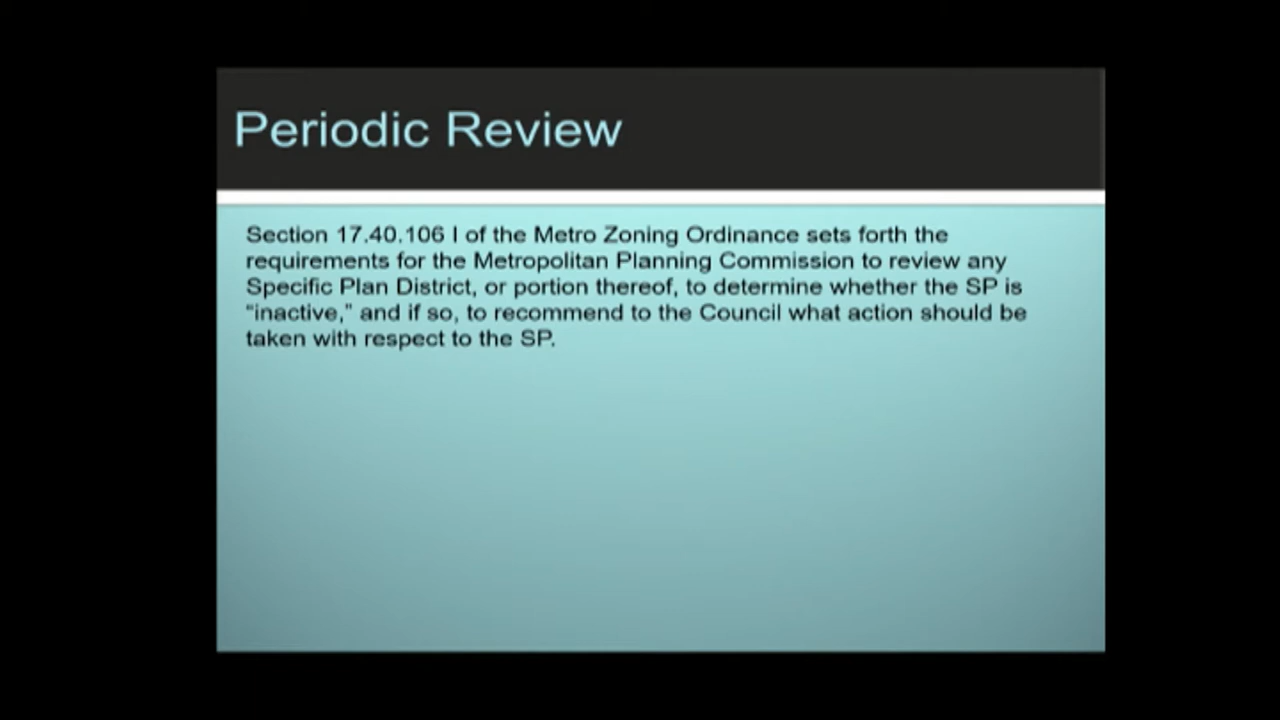 Periodic Review
Section 17.40.106 I of the Metro Zoning Ordinance sets forth the
requirements for the Metropolitan Planning Commission to review any
Specific Plan District, or portion thereof, to determine whether the SP is
“inactive,” and if so, to recommend to the Council what action should be
taken with respect to the SP.